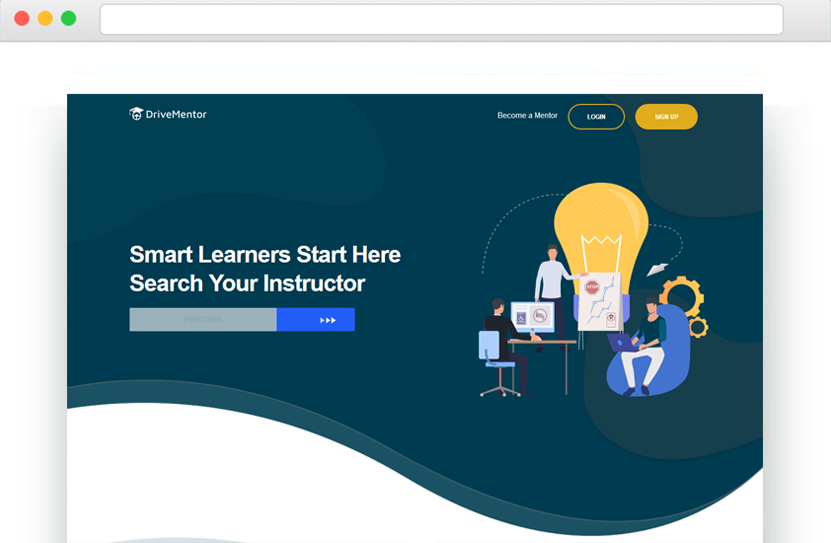 DriveMentor
Become a Mentor
LOGIN
SIGN UP
Smart Learners Start Here
Search Your Instructor
Post Code
STOP